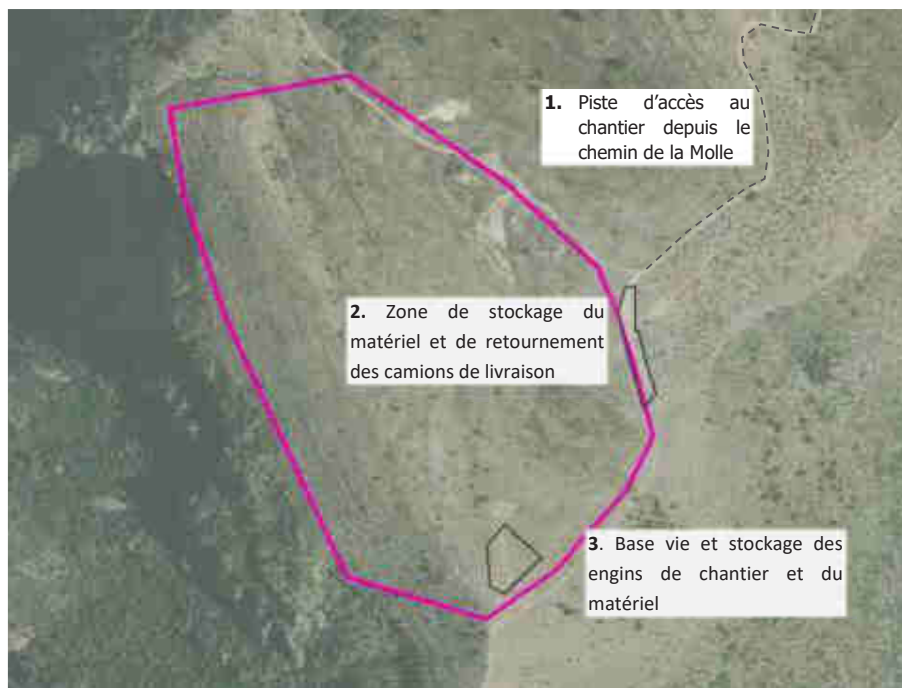 1. Piste d'accès au
chantier depuis le
chemin de la Molle
2. Zone de stockage du
matériel et de retournement
des camions de livraison
3. Base vie et stockage des
engins de chantier et du
matériel